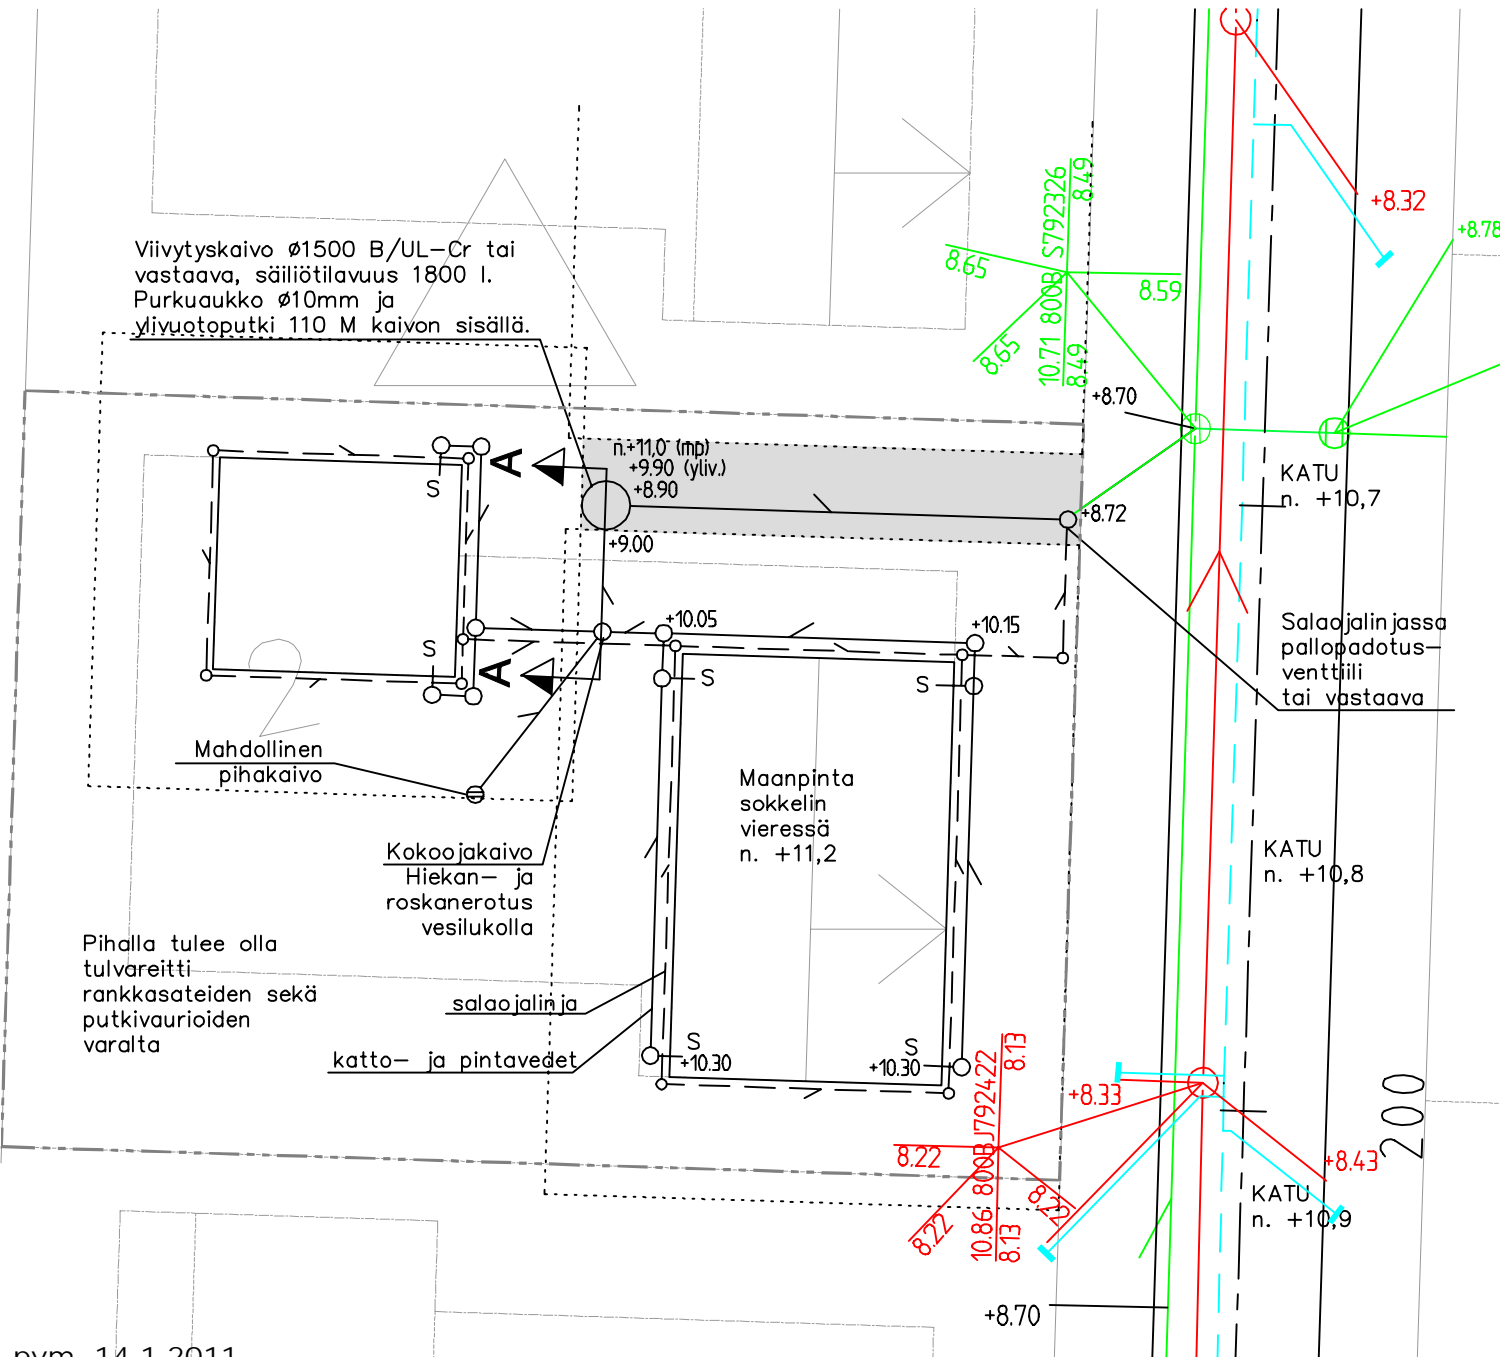 Viivytyskaivo Ø1500 B/UL-Cr tai
vastaava, säiliötilavuus 1800 l.
Purkuaukko Ø10mm ja
ylivuotoputki 110 M kaivon sisällä.
+8.32
+8.78
8.49
S792326
8.65
8.59
8.65
10.71 800B
8.49
+8.70
n.+11,0 (mp)
+9.90 (yliv.)
+8.90
A
S
KATU
n. +10,7
+8.72
+9.00
+10.05
+10.15
Salaojalinjassa
pallopadotus-
venttiili
tai vastaava
S
A
S
S
Mahdollinen
pihakaivo
2
Maanpinta
sokkelin
vieressä
n. +11,2
Kokoojakaivo
Hiekan- ja
roskanerotus
vesilukolla
KATU
n. +10,8
Pihalla tulee olla
tulvareitti
rankkasateiden sekä
putkivaurioiden
varalta
salaojalinja
katto- ja pintavedet
S
+10.30
S
+10.30
8.13
J792422
+8.33
200
8.22
+8.43
8.22
8.22
10.86 800B
8.13
KATU
n. +10,9
+8.70
pvm. 14.1.2011